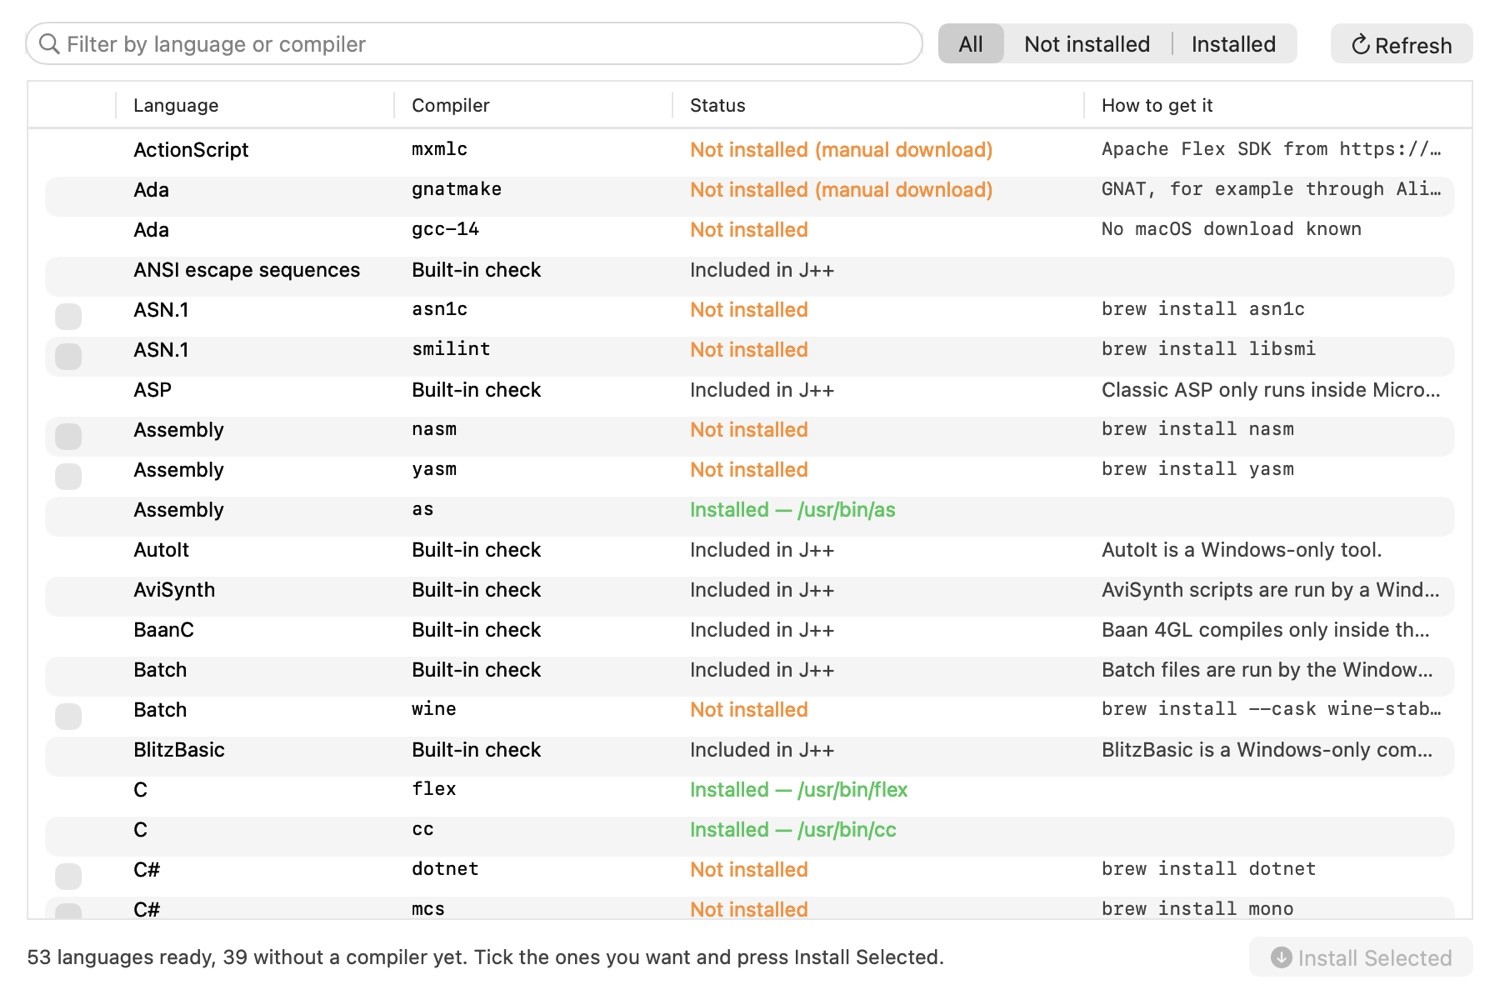 Filter by language or compiler All Not installed Installed Refresh
Language Compiler Status How to get it
ActionScript mxmlc Not installed (manual download) Apache Flex SDK from https://…
Ada gnatmake Not installed (manual download) GNAT, for example through Ali…
Ada gcc-14 Not installed No macOS download known
ANSI escape sequences Built-in check Included in J++
ASN.1 asn1c Not installed brew install asn1c
ASN.1 smilint Not installed brew install libsmi
ASP Built-in check Included in J++ Classic ASP only runs inside Micro…
Assembly nasm Not installed brew install nasm
Assembly yasm Not installed brew install yasm
Assembly as Installed — /usr/bin/as
AutoIt Built-in check Included in J++ AutoIt is a Windows-only tool.
AviSynth Built-in check Included in J++ AviSynth scripts are run by a Wind…
BaanC Built-in check Included in J++ Baan 4GL compiles only inside th…
Batch Built-in check Included in J++ Batch files are run by the Window…
Batch wine Not installed brew install --cask wine-stab…
BlitzBasic Built-in check Included in J++ BlitzBasic is a Windows-only com…
C flex Installed — /usr/bin/flex
C cc Installed — /usr/bin/cc
C# dotnet Not installed brew install dotnet
C# mcs Not installed brew install mono
53 languages ready, 39 without a compiler yet. Tick the ones you want and press Install Selected. Install Selected